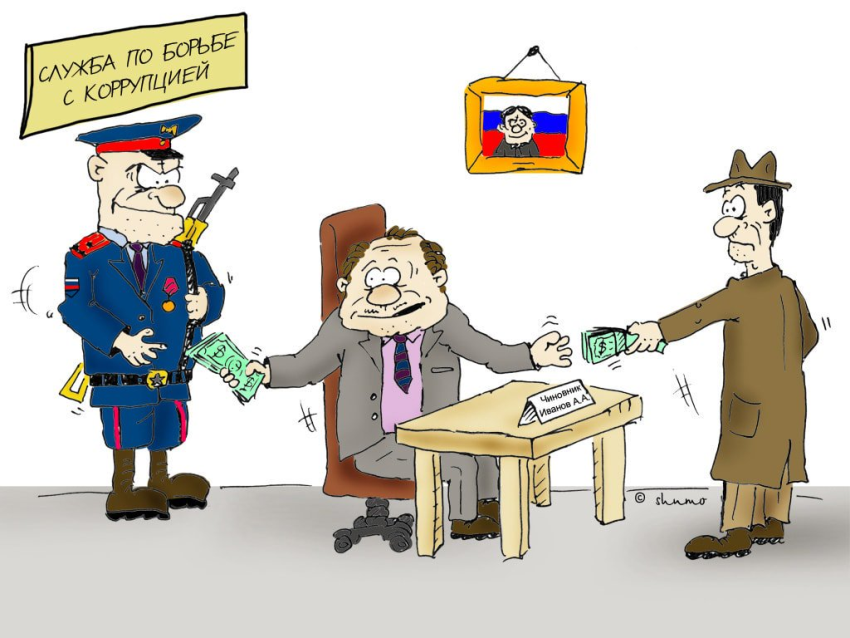 СЛУЖБА ПО БОРЬБЕ
С КОРРУПЦИЕЙ
Чиновник
Иванов А.А.
© shumo